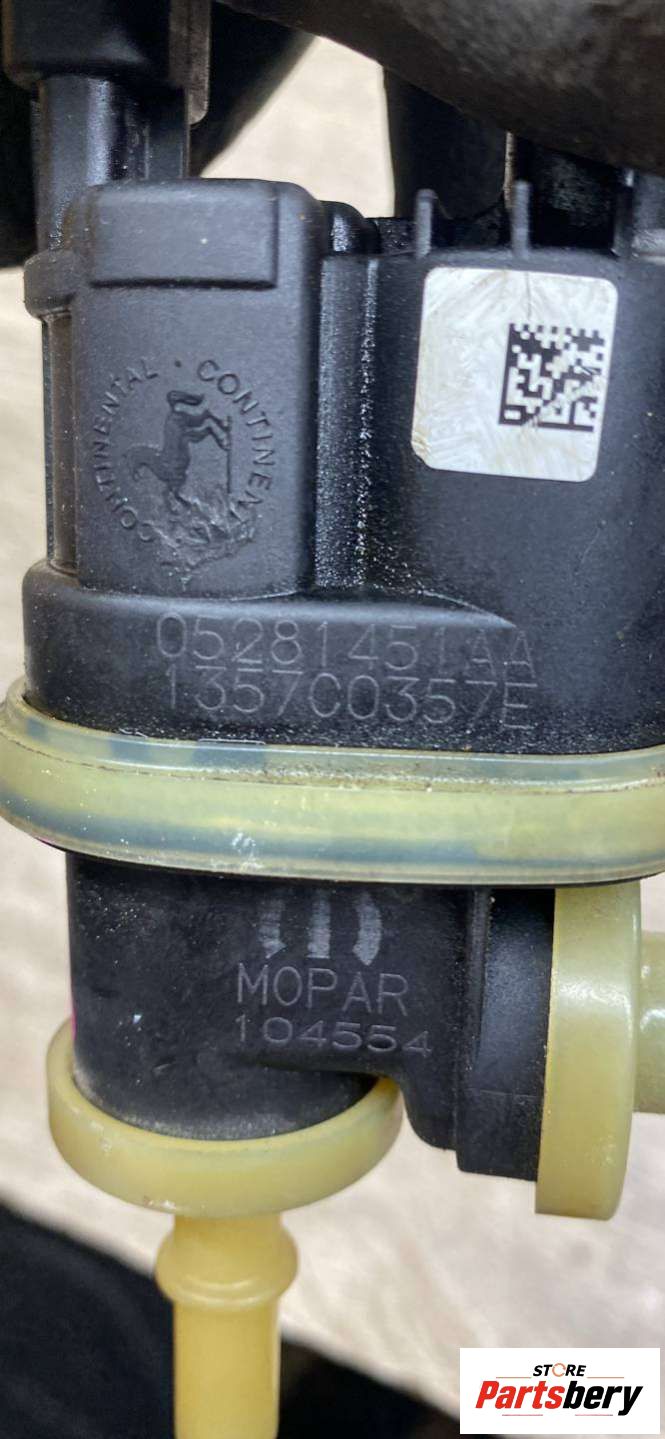 CONTINENTAL · CONTINENTAL
05281451AA
1357C0357E
MOPAR
104554
STORE
Partsbery